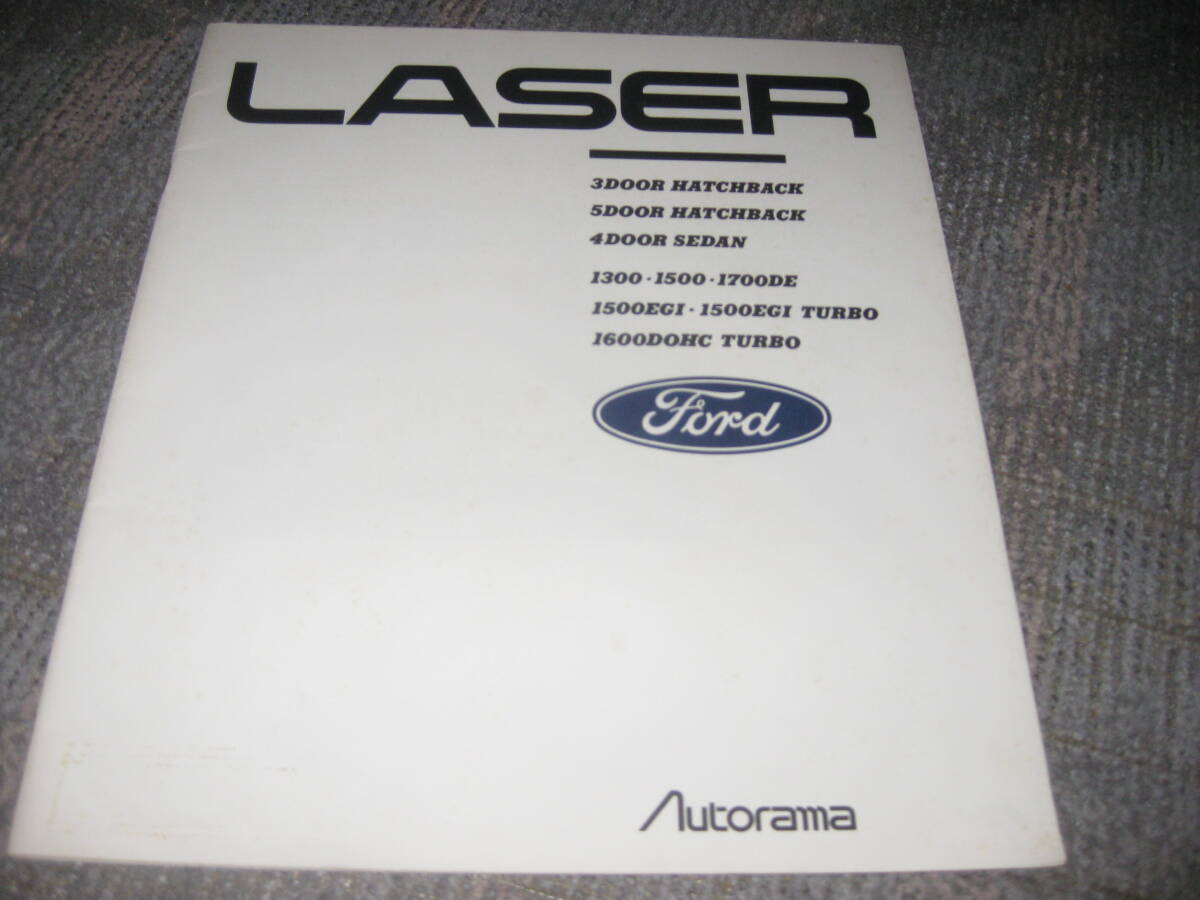 LASER
3DOOR HATCHBACK
5DOOR HATCHBACK
4DOOR SEDAN
1300·1500·1700DE
1500EGI·1500EGI TURBO
1600DOHC TURBO
Ford
Autorama